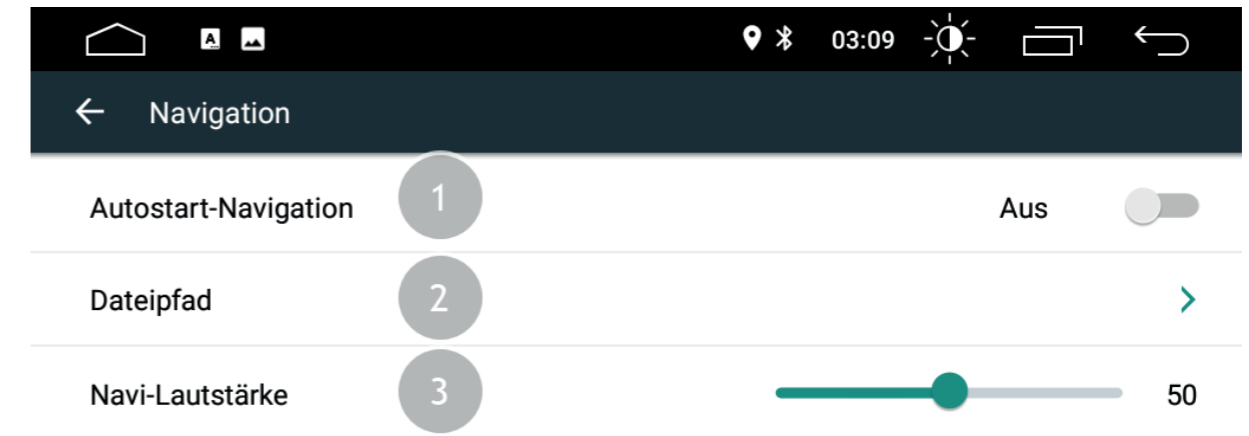 A
03:09
Navigation
Autostart-Navigation 1 Aus
Dateipfad 2
Navi-Lautstärke 3 50